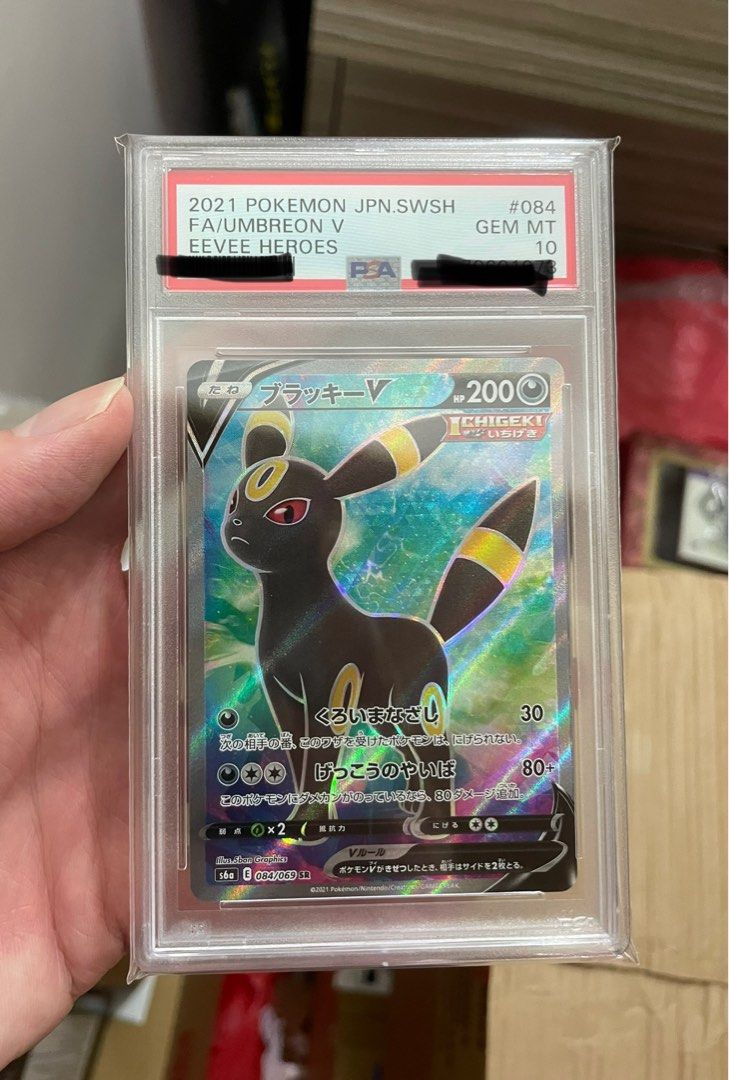 2021 POKEMON JPN.SWSH #084
FA/UMBREON V GEM MT
EEVEE HEROES 10
PSA
たね ブラッキーV HP 200
ICHIGEKI
いちげき
くろいまなざし 30
次の相手の番、このワザを受けたポケモンは、にげられない。
げっこうのやいば 80+
このポケモンにダメカンがのっているなら、80ダメージ追加。
弱点 ×2 抵抗力 にげる
Vルール
ポケモンVがきぜつしたとき、相手はサイドを2枚とる。
Illus. 5ban Graphics
s6a E 084/069 SR
©2021 Pokémon/Nintendo/Creatures/GAME FREAK.